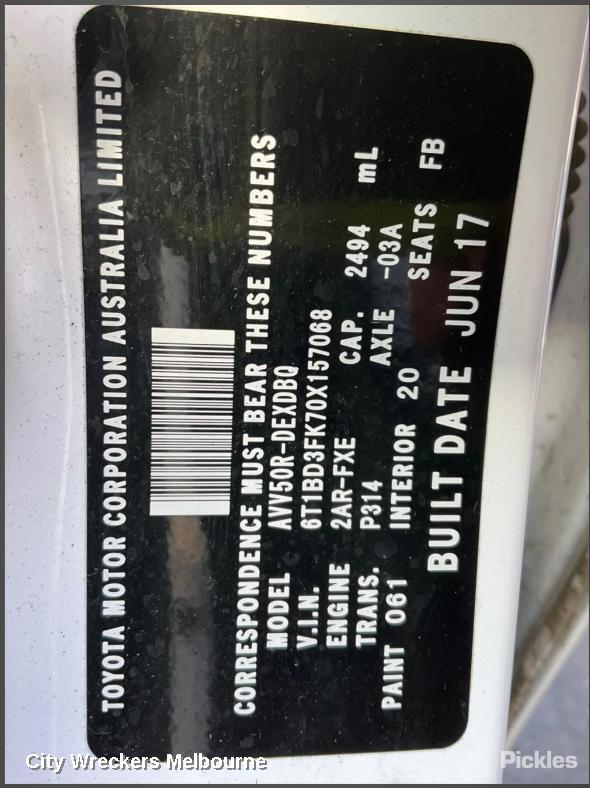 TOYOTA MOTOR CORPORATION AUSTRALIA LIMITED
CORRESPONDENCE MUST BEAR THESE NUMBERS
MODEL AVV50R-DEXDBQ
V.I.N. 6T1BD3FK70X157068
ENGINE 2AR-FXE CAP. 2494 mL
TRANS. P314 AXLE -03A
PAINT 061 INTERIOR 20 SEATS FB
BUILT DATE JUN 17
City Wreckers Melbourne
Pickles